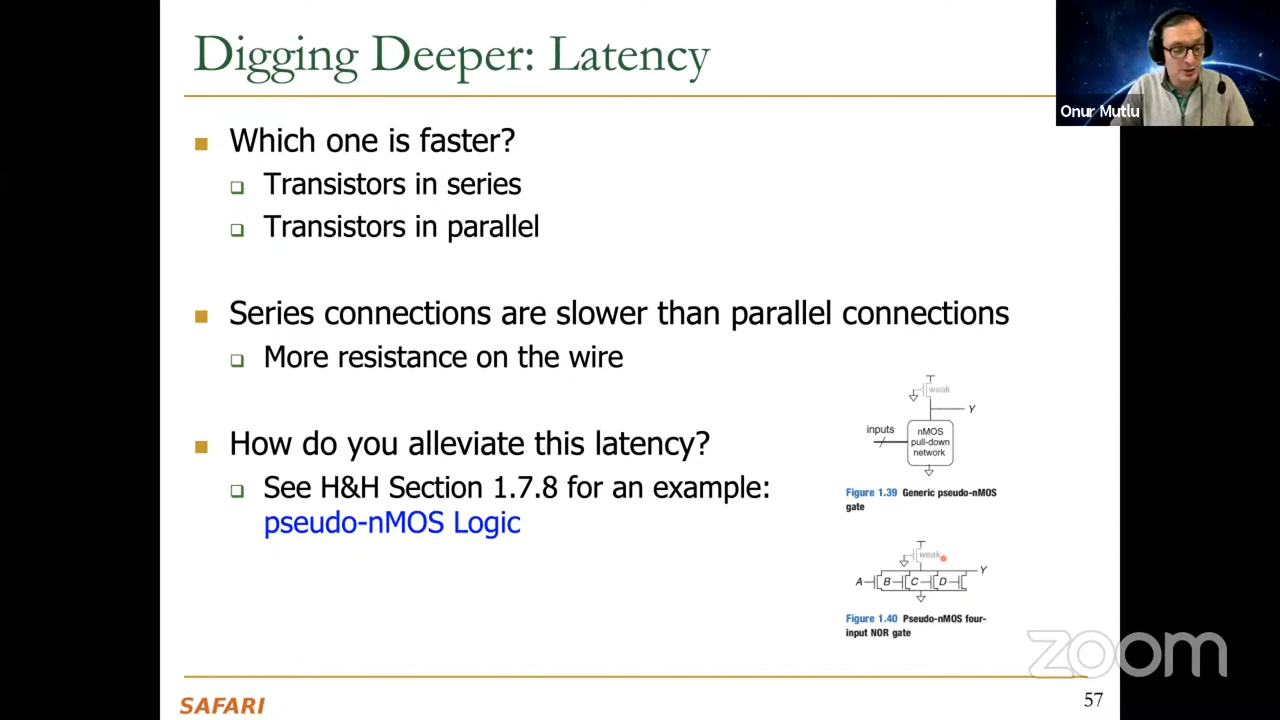 Digging Deeper: Latency
Onur Mutlu
Which one is faster?
Transistors in series
Transistors in parallel
Series connections are slower than parallel connections
More resistance on the wire
How do you alleviate this latency?
See H&H Section 1.7.8 for an example:
pseudo-nMOS Logic
weak
Y
inputs
nMOS
pull-down
network
Figure 1.39 Generic pseudo-nMOS
gate
weak
Y
A B C D
Figure 1.40 Pseudo-nMOS four-
input NOR gate
zoom
SAFARI
57